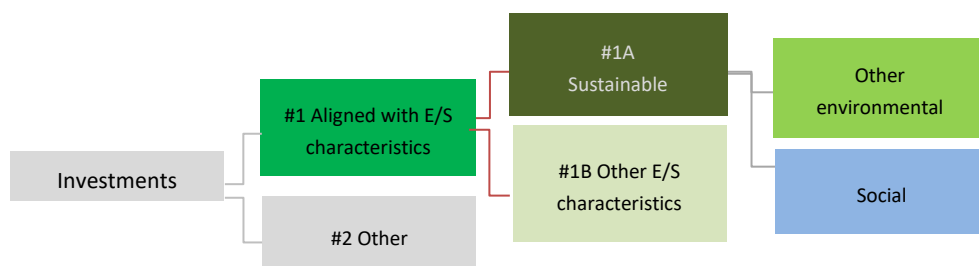 Investments
#1 Aligned with E/S
characteristics
#2 Other
#1A
Sustainable
#1B Other E/S
characteristics
Other
environmental
Social